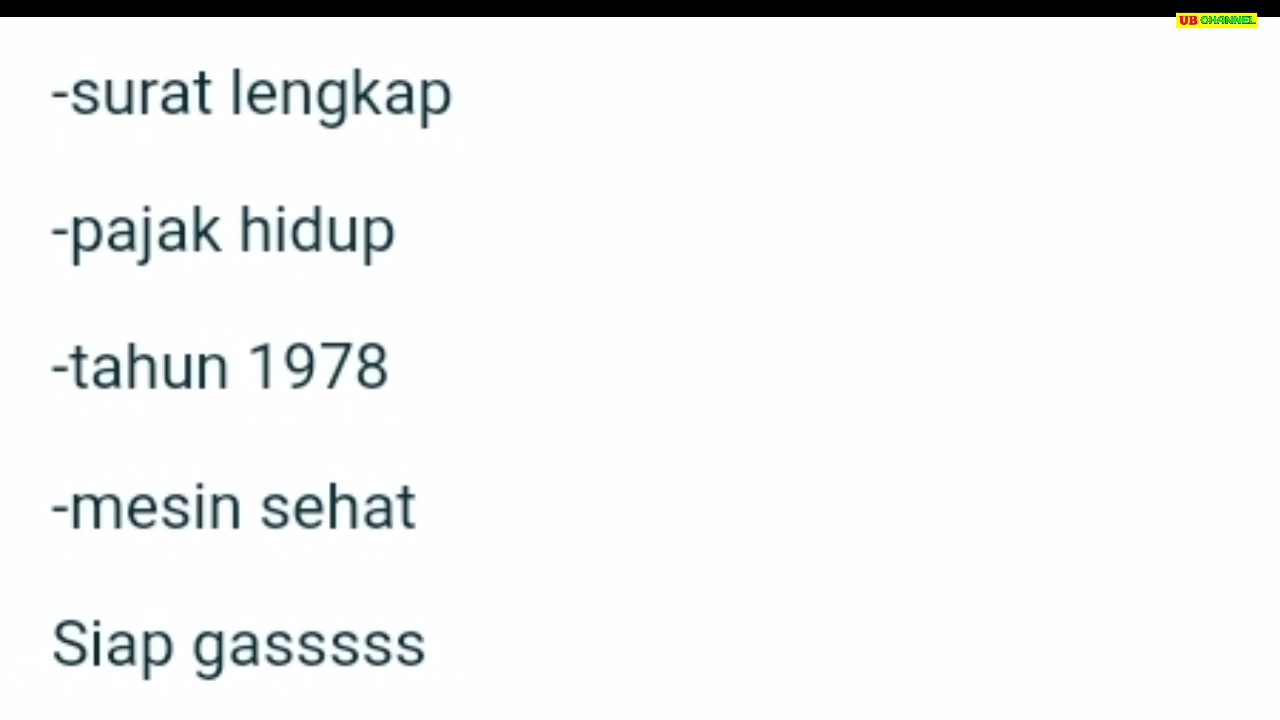 UB CHANNEL
-surat lengkap
-pajak hidup
-tahun 1978
-mesin sehat
Siap gasssss